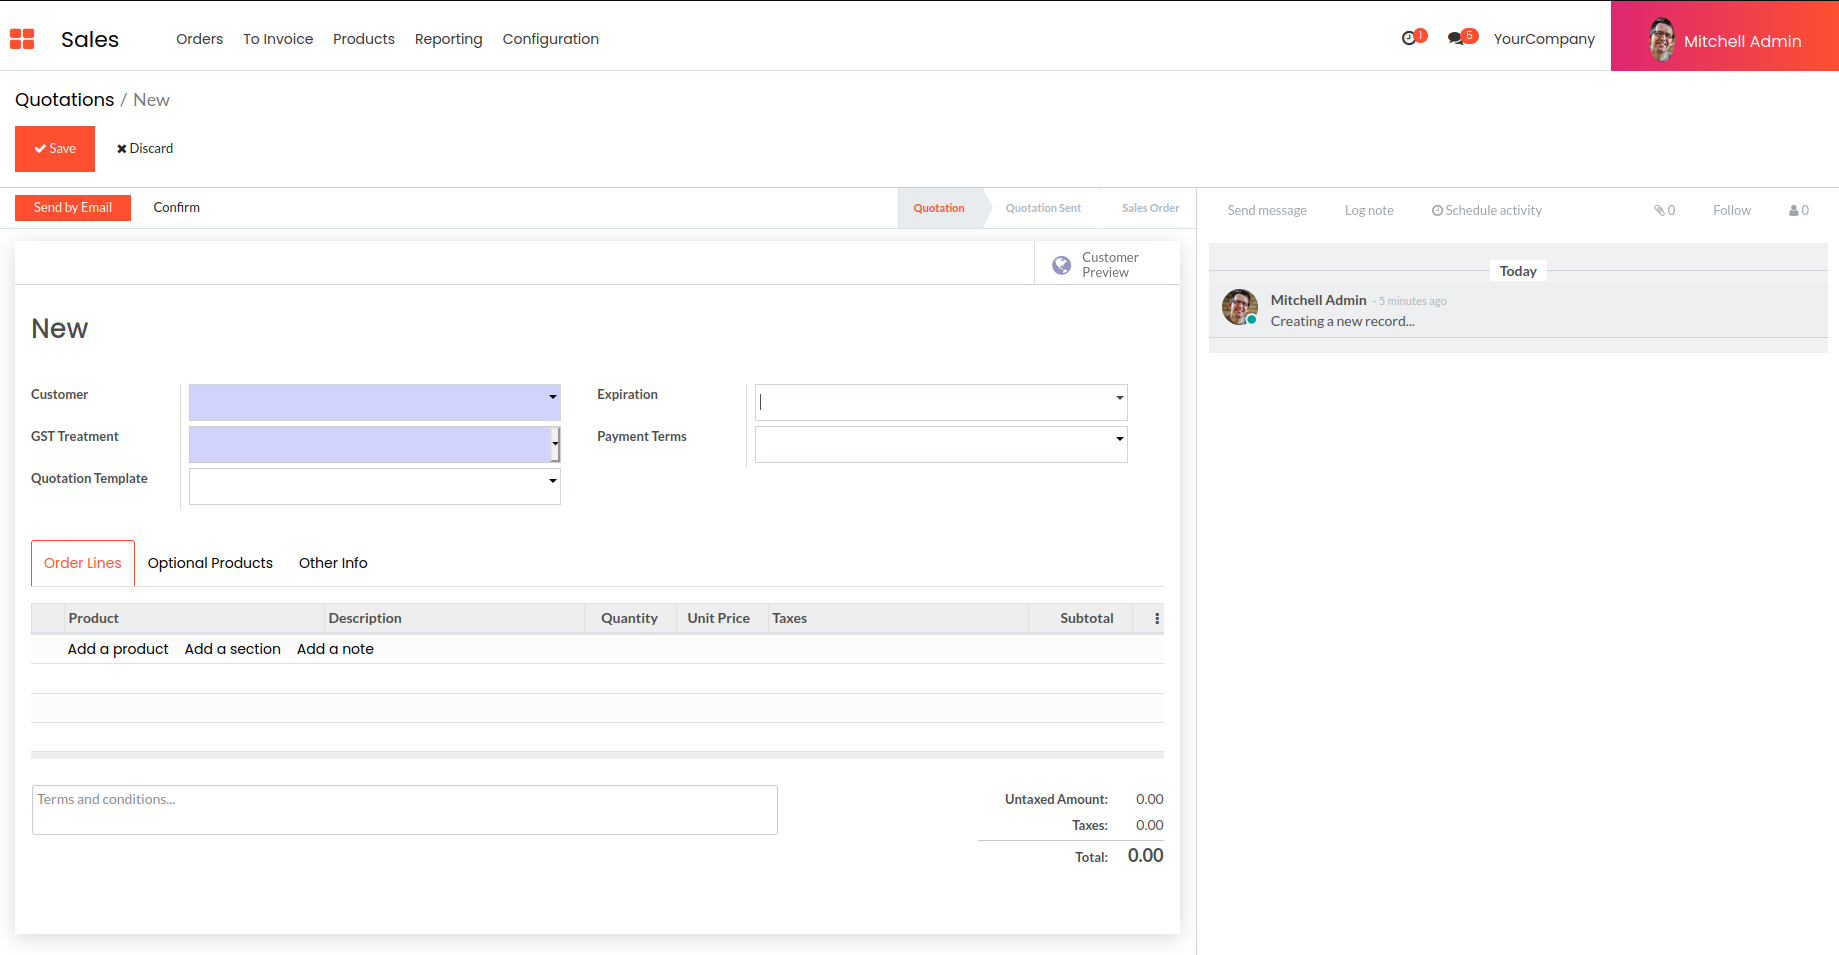 Sales
Orders To Invoice Products Reporting Configuration
1 5 YourCompany Mitchell Admin
Quotations / New
Save Discard
Send by Email Confirm
Quotation Quotation Sent Sales Order
Send message Log note Schedule activity 0 Follow 0
Customer
Preview
Today
Mitchell Admin - 5 minutes ago
Creating a new record...
New
Customer Expiration
GST Treatment Payment Terms
Quotation Template
Order Lines Optional Products Other Info
Product Description Quantity Unit Price Taxes Subtotal
Add a product Add a section Add a note
Terms and conditions...
Untaxed Amount: 0.00
Taxes: 0.00
Total: 0.00